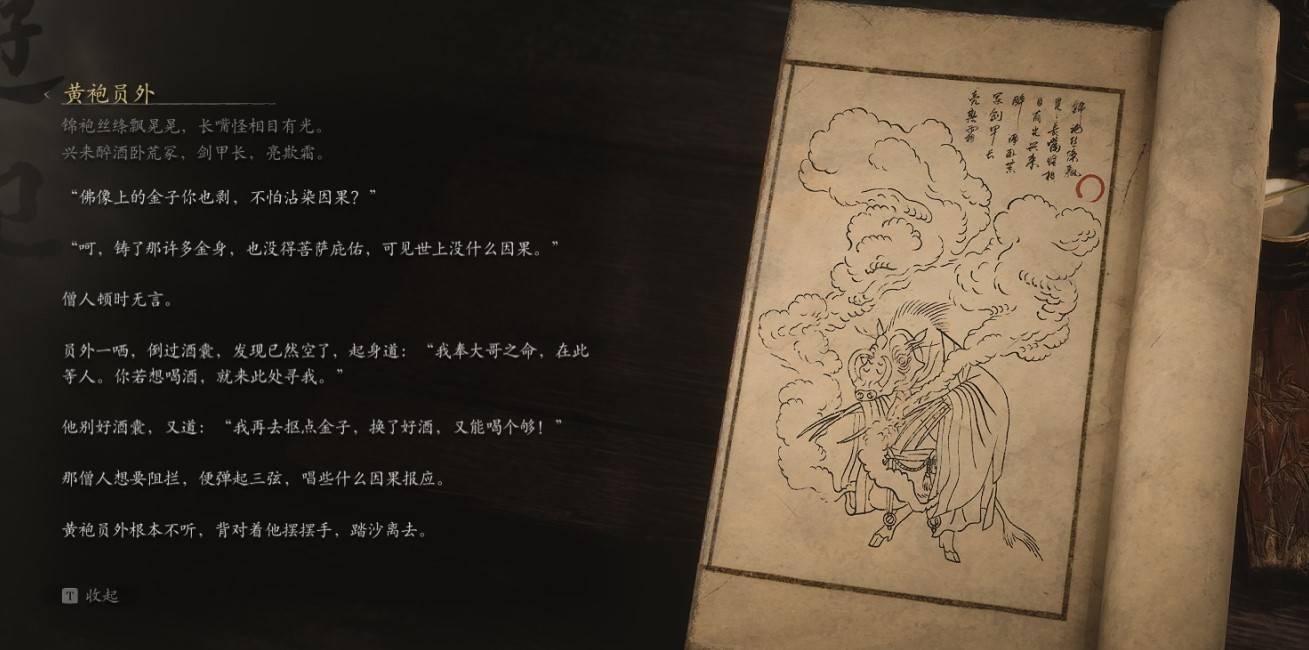 黄袍员外
锦袍丝绦飘晃晃，长嘴怪相目有光。
兴来醉酒卧荒冢，剑甲长，亮欺霜。
“佛像上的金子你也剥，不怕沾染因果？”
“呵，铸了那许多金身，也没得菩萨庇佑，可见世上没什么因果。”
僧人顿时无言。
员外一哂，倒过酒囊，发现已然空了，起身道：“我奉大哥之命，在此
等人。你若想喝酒，就来此处寻我。”
他别好酒囊，又道：“我再去抠点金子，换了好酒，又能喝个够！”
那僧人想要阻拦，便弹起三弦，唱些什么因果报应。
黄袍员外根本不听，背对着他摆摆手，踏沙离去。
T 收起
锦袍丝绦飘
晃晃长嘴怪相
目有光兴来
醉酒卧荒
冢剑甲长
亮欺霜